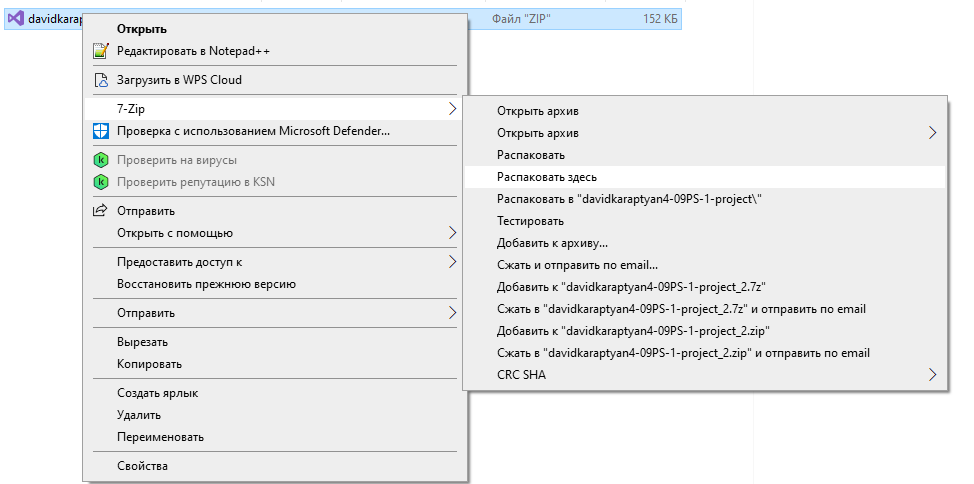 davidkarap
Файл "ZIP"
152 КБ
Открыть
Редактировать в Notepad++
Загрузить в WPS Cloud
7-Zip
Проверка с использованием Microsoft Defender...
Проверить на вирусы
Проверить репутацию в KSN
Отправить
Открыть с помощью
Предоставить доступ к
Восстановить прежнюю версию
Отправить
Вырезать
Копировать
Создать ярлык
Удалить
Переименовать
Свойства
Открыть архив
Открыть архив
Распаковать
Распаковать здесь
Распаковать в "davidkaraptyan4-09PS-1-project\"
Тестировать
Добавить к архиву...
Сжать и отправить по email...
Добавить к "davidkaraptyan4-09PS-1-project_2.7z"
Сжать в "davidkaraptyan4-09PS-1-project_2.7z" и отправить по email
Добавить к "davidkaraptyan4-09PS-1-project_2.zip"
Сжать в "davidkaraptyan4-09PS-1-project_2.zip" и отправить по email
CRC SHA